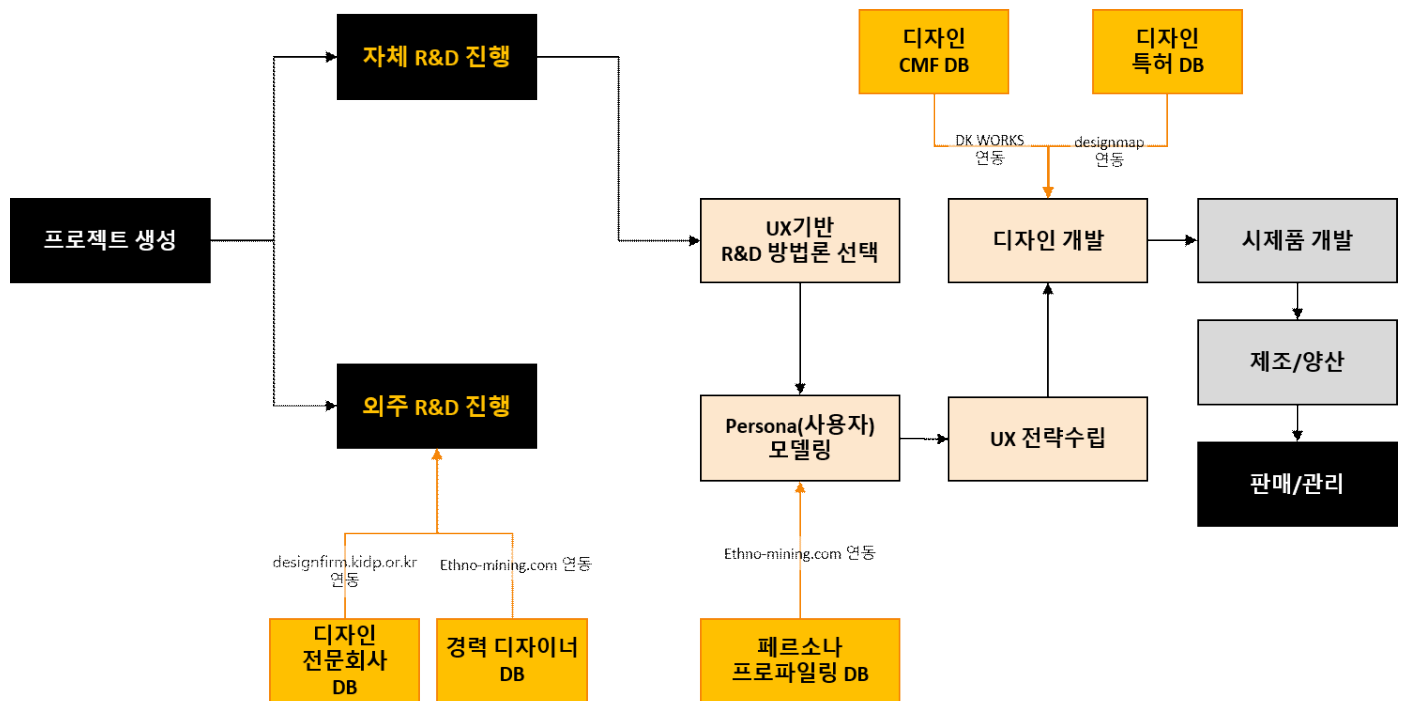 자체 R&D 진행
디자인
CMF DB
디자인
특허 DB
DK WORKS
연동
designmap
연동
프로젝트 생성
UX기반
R&D 방법론 선택
디자인 개발
시제품 개발
제조/양산
외주 R&D 진행
Persona(사용자)
모델링
UX 전략수립
판매/관리
designfirm.kidp.or.kr
연동
Ethno-mining.com 연동
Ethno-mining.com 연동
디자인
전문회사
DB
경력 디자이너
DB
페르소나
프로파일링 DB